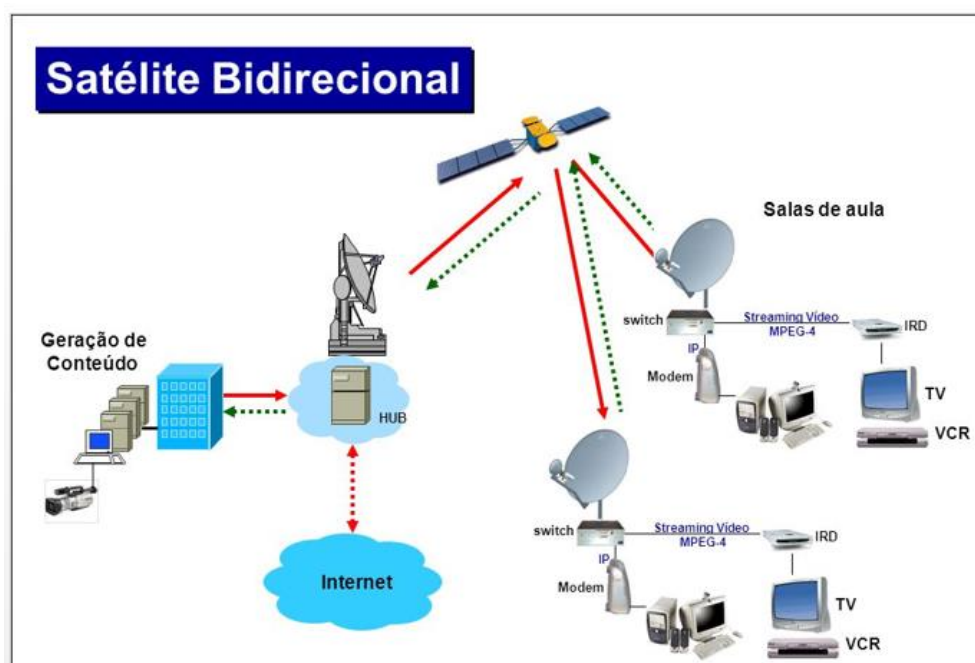 Satélite Bidirecional
Salas de aula
switch
Streaming Vídeo
MPEG-4
IRD
IP
Modem
TV
VCR
Geração de
Conteúdo
HUB
Internet
switch
Streaming Vídeo
MPEG-4
IRD
IP
Modem
TV
VCR